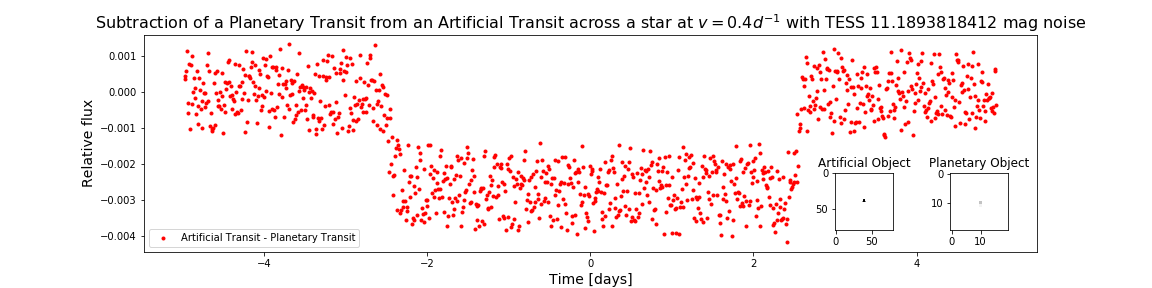 Subtraction of a Planetary Transit from an Artificial Transit across a star at v = 0.4d⁻¹ with TESS 11.1893818412 mag noise
Relative flux
0.001
0.000
−0.001
−0.002
−0.003
−0.004
Artificial Transit - Planetary Transit
Artificial Object
0
50
0 50
Planetary Object
0
10
0 10
−4 −2 0 2 4
Time [days]